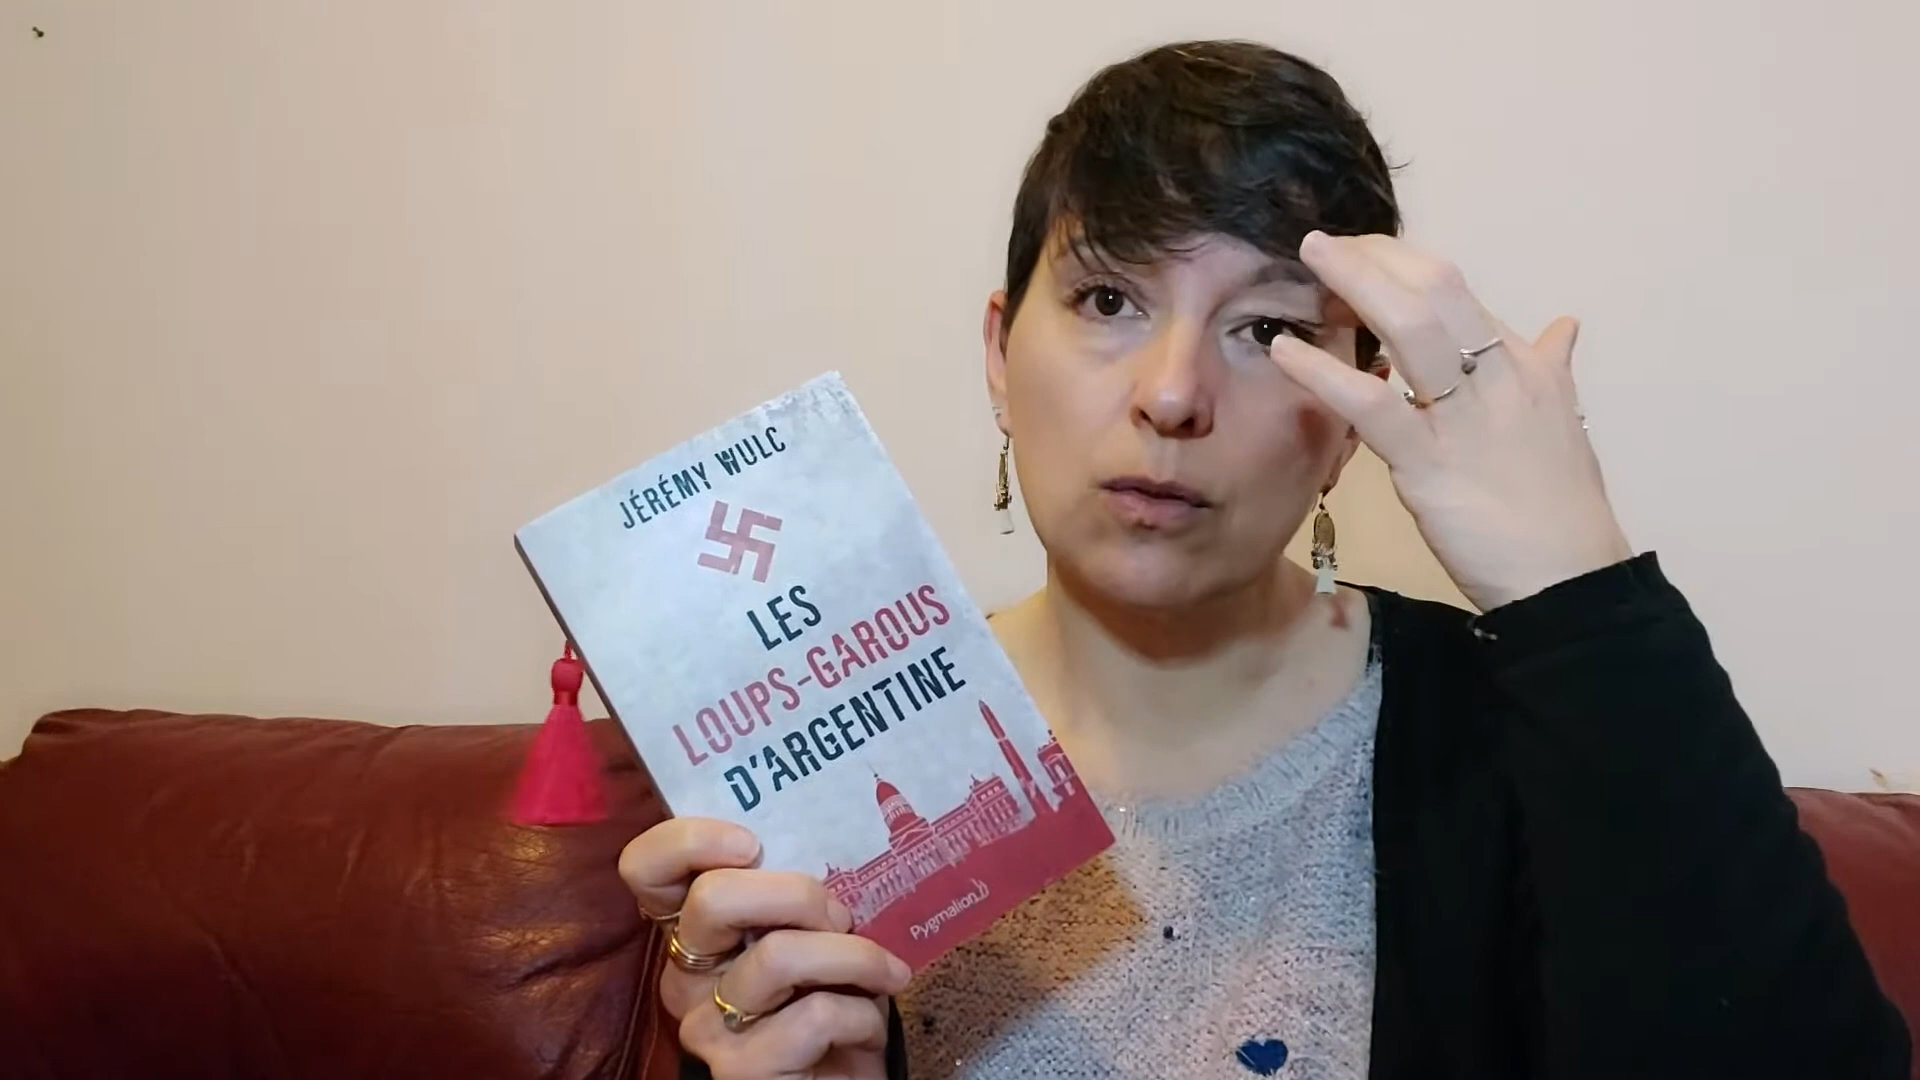 JÉRÉMY WULC
LES
LOUPS-GAROUS
D'ARGENTINE
Pygmalion